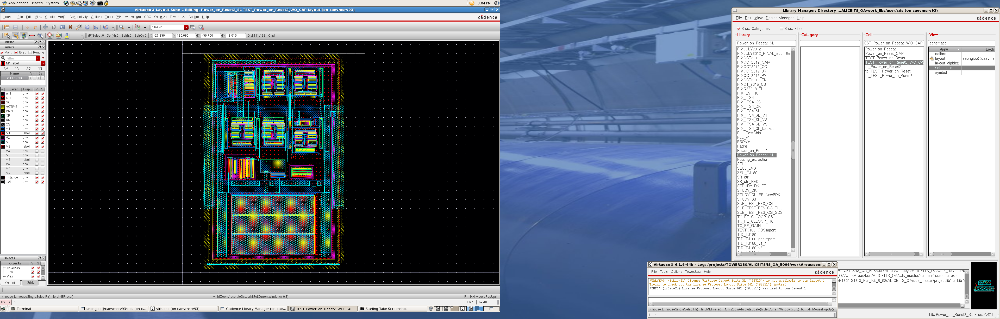 Applications Places System
3:04 PM
Virtuoso® Layout Suite L Editing: Power_on_Reset2_SL TEST_Power_on_Reset2_WO_CAP layout (on caevmsrv93)
Launch File Edit View Create Verify Connectivity Options Tools Window Assura QRC Optimize TowerJazz Calibre Help
cādence
Classic
(F)Select:0 Sel(N):0 Sel(I):0 Sel(O):0 X -27.990 Y 126.665 dX -99.730 dY 49.010 Dist:111.122 Cmd:
Palette
Layers
Valid Used Routing
Filter
M1 label
AV NV AS NS
Name Vis Sel
All Layers
Layer Purp... V S
WN drw
WB drw
GC drw
ACTIVE drw
VNN drw
XP drw
XN drw
CS drw
M1 drw
M1 label
V2 drw
M2 drw
M2 label
V3 drw
M3 drw
M3 label
V4 drw
M4 drw
M4 label
instance drw
text drw
Objects
Objects V S
Instances
Pins
Vias
Objects Grids
mouse L: mouseSingleSelectPt() _leiLMBPress()
M: hiZoomAbsoluteScale(hiGetCurrentWindow() 0.9)
R: _lxHiMousePopUp()
15(17) >
Cmd: T=-40.0 C
Terminal
seongjoo@caevmsrv93:cds (on c...
virtuoso (on caevmsrv93)
Cadence Library Manager (on cae...
TEST_Power_on_Reset2_WO_CAP...
Starting Take Screenshot
Library Manager: Directory ...ALICEITS_OA/work_libs/user/cds (on caevmsrv93)
File Edit View Design Manager Help
cādence
Show Categories Show Files
Library
Power_on_Reset2_SL
PIXJULY2012
PIXJULY2012_FINAL_submitted
PIXOCT2012
PIXOCT2012_CAM
PIXOCT2012_CC
PIXOCT2012_JR
PIXOCT2012_PY
PIXOCT2012_TK
PIXQ1_2015_CS
PIXQ32013_TK
PIX_EV_TK
PIX_ITS4
PIX_ITS4_CS
PIX_ITS4_DK
PIX_ITS4_SL
PIX_ITS4_SL_V1
PIX_ITS4_SL_V2
PIX_ITS4_SL_V3
PIX_ITS4_SL_backup
PLL_TestChip
PLL_v1
PROVA
Padre
Power_on_Reset2
Power_on_Reset2_SL
Routing_extraction
SEU3
SEU3_LVS
SEU_TJ180
SR_ctrl
SR_ctrl_RED
STDUDY_DK_FE
STUDY_DK
STUDY_DK_FE_NewPDK
STUDY_SJ
SUB_TEST_RES_CG
SUB_TEST_RES_CG_FILL
SUB_TEST_RES_CG_GDS
TC_FE_CLLOOP_CS
TC_FE_CLLOOP_TK
TC_FE_GAIN
TESTC180_GDSimport
TID_TJ180
TID_TJ180_gdsimport
TID_TJ180_v1_1
TID_TJ180_v2
Category
Cell
EST_Power_on_Reset2_WO_CAP
Power_on_Reset2
Power_on_Reset_CAP
TEST_Power_on_Reset
TEST_Power_on_Reset2_WO_CA
tb_Power_on_Reset2
tb_TEST_Power_on_Reset
tb_TEST_Power_on_Reset2
View
schematic
View Lock
calibre
layout seongjoo@caevms
layout_alpide2
schematic
symbol
OA/workAreas/bert/ALICEITS_OA/cds_master/softcells' does not exist
ER180/TS18IS_Full_Kit_5_03/ALICEITS_OA/cds_master/project.lib' for Lib
Lib: Power_on_Reset2_SL Free: 4.47T
Virtuoso® 6.1.6-64b - Log: /projects/TOWER180/ALICEITS/IS_OA_5096/workAreas/seo
File Tools Options TowerJazz Help
cādence
*WARNING* (icLic-21) License Virtuoso_Layout_Suite_XL ("95310") is not available to run Layout L.
Trying to check out the license Virtuoso_Layout_Suite_GXL ("95321") instead.
*INFO* (icLic-25) License Virtuoso_Layout_Suite_GXL ("95321") was used to run Layout L.
mouse L: mouseSingleSelectPt() _leiLMBPress()
hiZoomAbsoluteScale(hiGetCurrentWindow() 0.9) R: _lxHiMousePopUp()
1 >